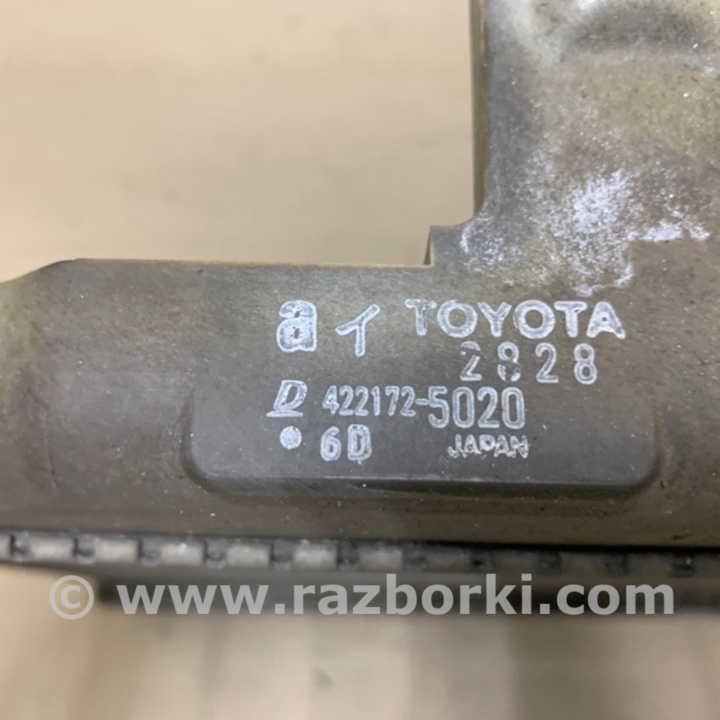 a イ TOYOTA
2828
D 422172-5020
• 6D JAPAN
© www.razborki.com